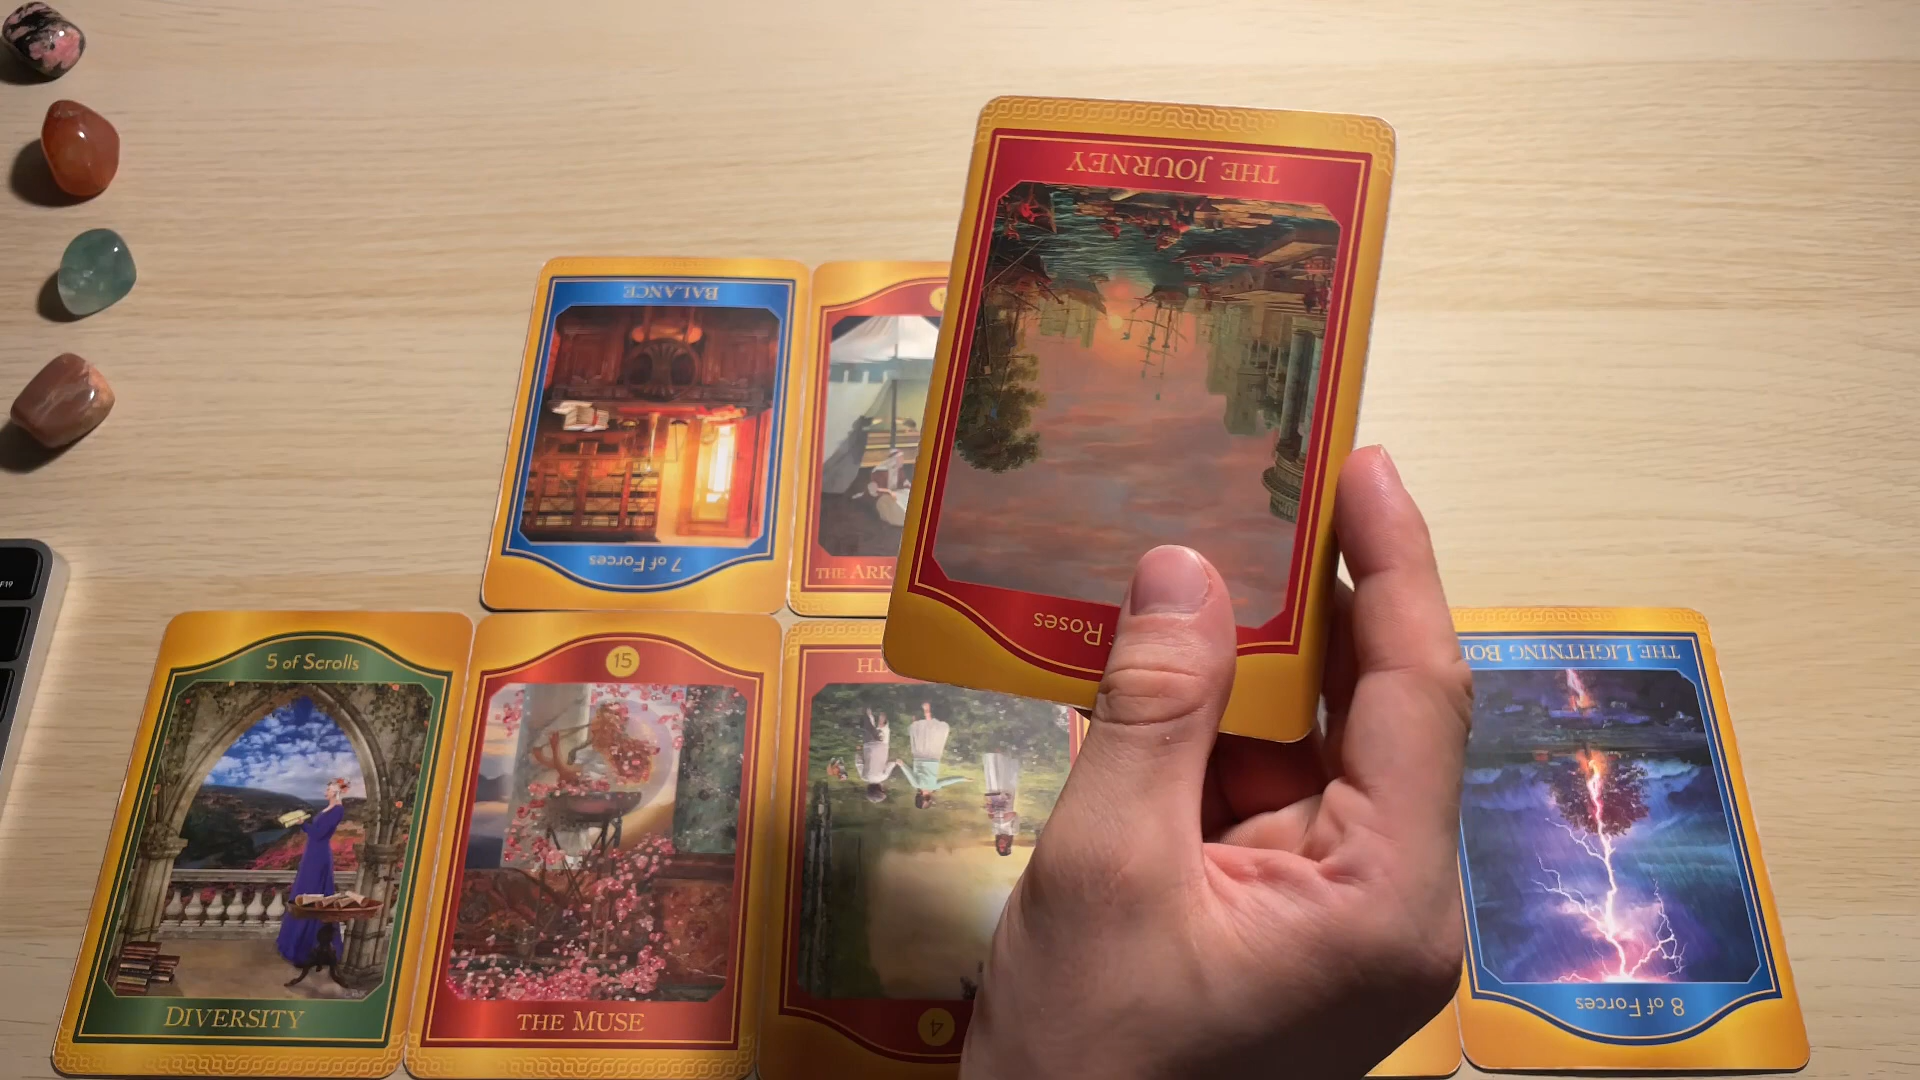 THE JOURNEY
Roses
BALANCE
7 of Forces
THE ARK
5 of Scrolls
DIVERSITY
15
THE MUSE
4
THE LIGHTNING
8 of Forces
F19